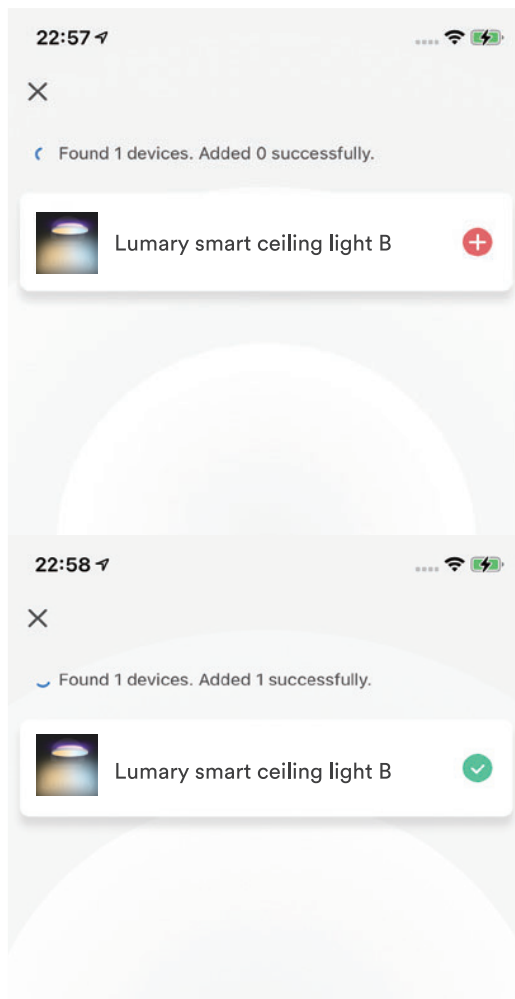 22:57
Found 1 devices. Added 0 successfully.
Lumary smart ceiling light B
22:58
Found 1 devices. Added 1 successfully.
Lumary smart ceiling light B